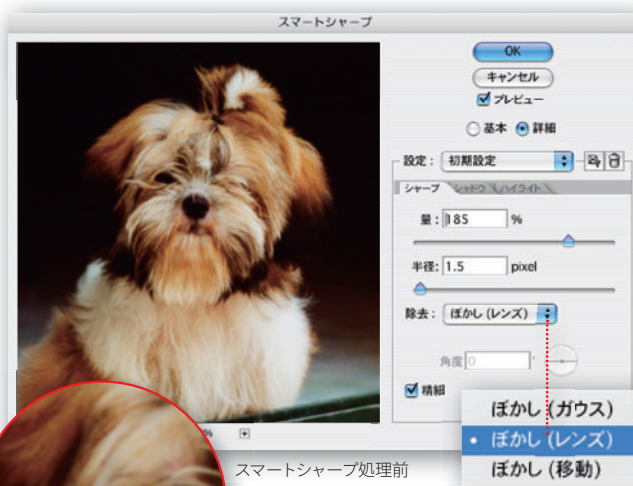 スマートシャープ
OK
キャンセル
プレビュー
基本 詳細
設定： 初期設定
シャープ シャドウ ハイライト
量： 185 %
半径： 1.5 pixel
除去： ぼかし (レンズ)
角度 0 °
精細
%
ぼかし (ガウス)
• ぼかし (レンズ)
ぼかし (移動)
スマートシャープ処理前